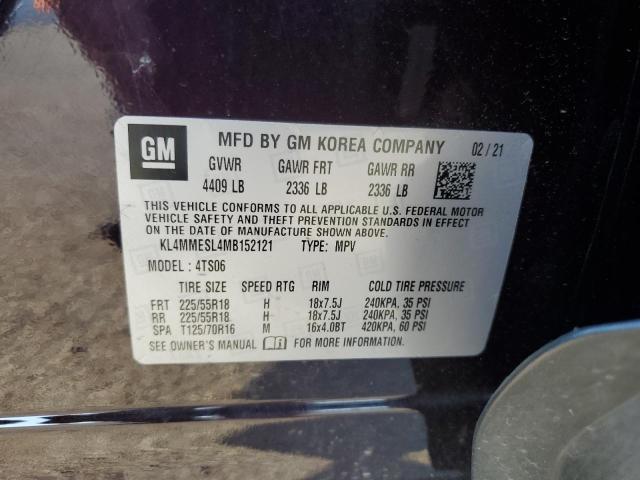 GM
MFD BY GM KOREA COMPANY 02 / 21
GVWR GAWR FRT GAWR RR
4409 LB 2336 LB 2336 LB
THIS VEHICLE CONFORMS TO ALL APPLICABLE U.S. FEDERAL MOTOR
VEHICLE SAFETY AND THEFT PREVENTION STANDARDS
IN EFFECT ON THE DATE OF MANUFACTURE SHOWN ABOVE.
KL4MMESL4MB152121 TYPE: MPV
MODEL : 4TS06
TIRE SIZE SPEED RTG RIM COLD TIRE PRESSURE
FRT 225/55R18 H 18x7.5J 240KPA, 35 PSI
RR 225/55R18 H 18x7.5J 240KPA, 35 PSI
SPA T125/70R16 M 16x4.0BT 420KPA, 60 PSI
SEE OWNER'S MANUAL FOR MORE INFORMATION